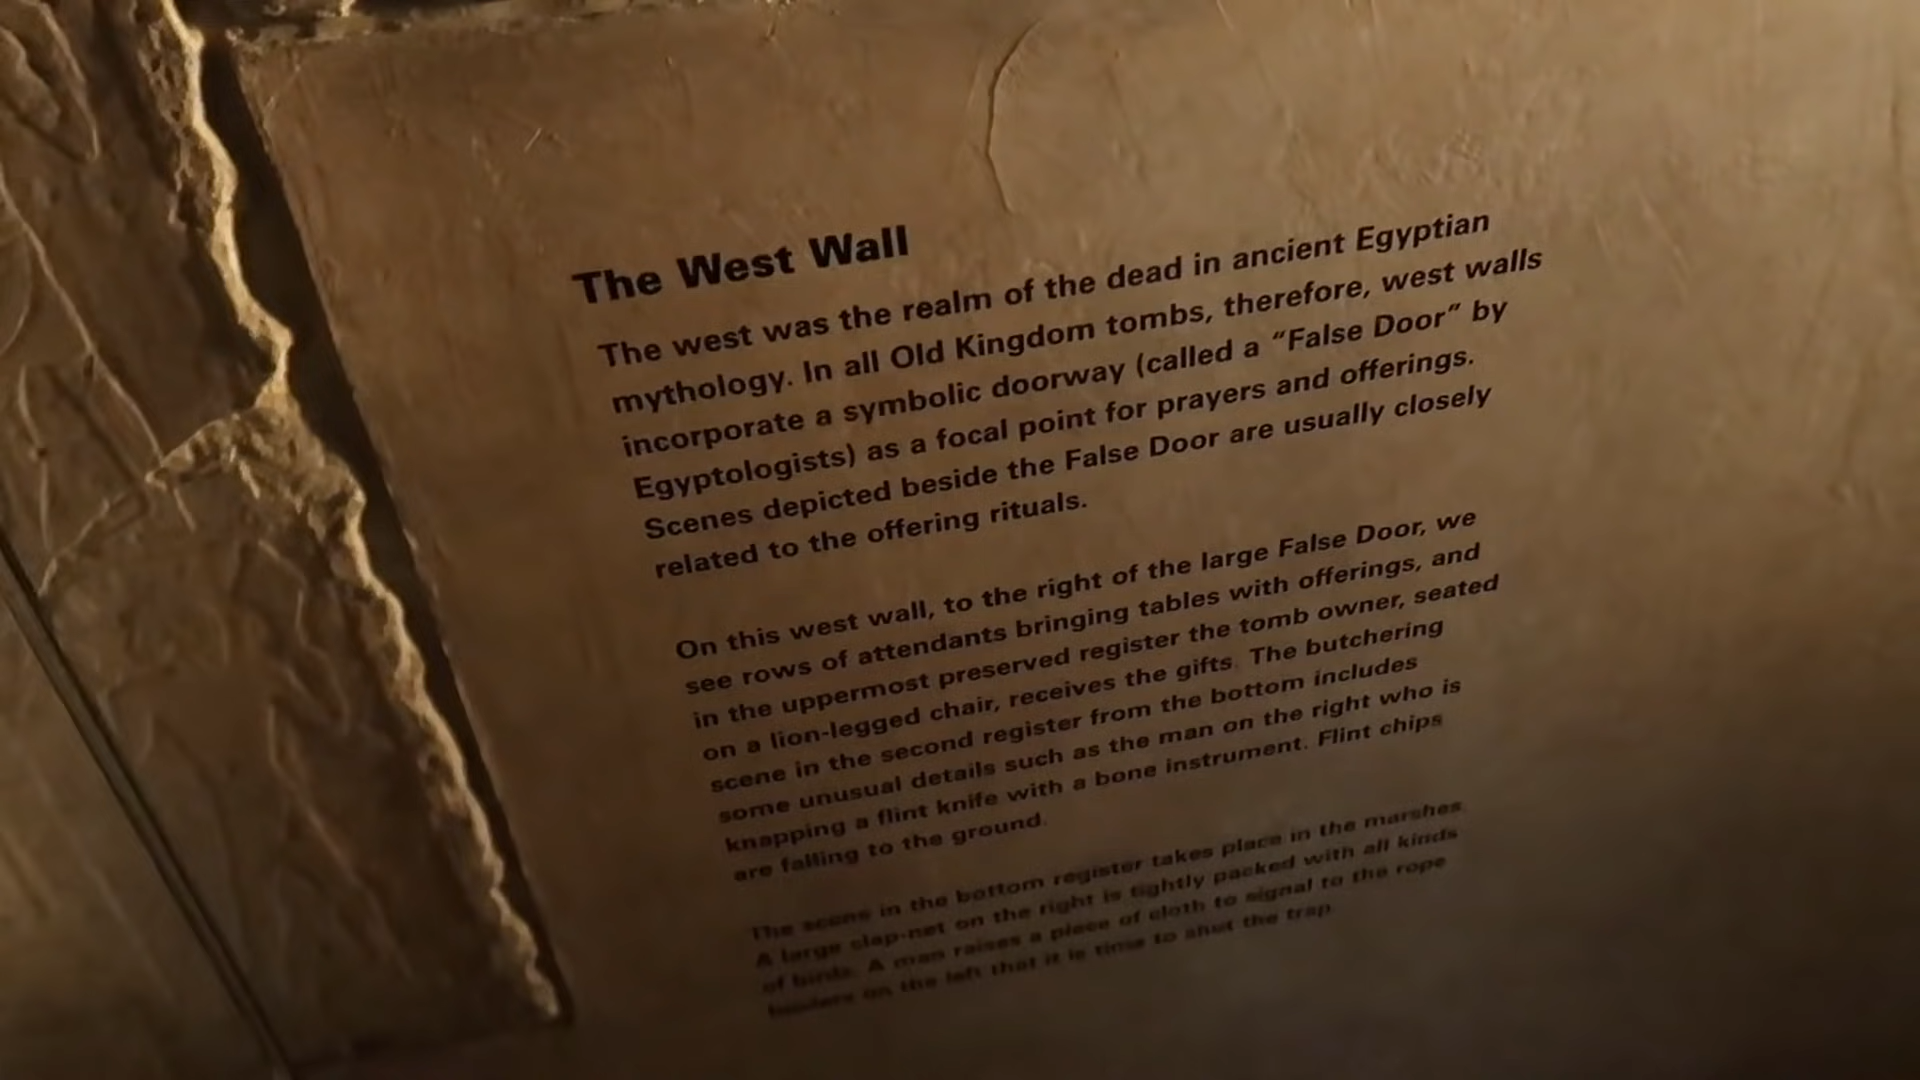 The West Wall
The west was the realm of the dead in ancient Egyptian
mythology. In all Old Kingdom tombs, therefore, west walls
incorporate a symbolic doorway (called a “False Door” by
Egyptologists) as a focal point for prayers and offerings.
Scenes depicted beside the False Door are usually closely
related to the offering rituals.
On this west wall, to the right of the large False Door, we
see rows of attendants bringing tables with offerings, and
in the uppermost preserved register the tomb owner, seated
on a lion-legged chair, receives the gifts. The butchering
scene in the second register from the bottom includes
some unusual details such as the man on the right who is
knapping a flint knife with a bone instrument. Flint chips
are falling to the ground.
The scene in the bottom register takes place in the marshes.
A large clap-net on the right is tightly packed with all kinds
of birds. A man raises a piece of cloth to signal to the rope
haulers on the left that it is time to shut the trap.